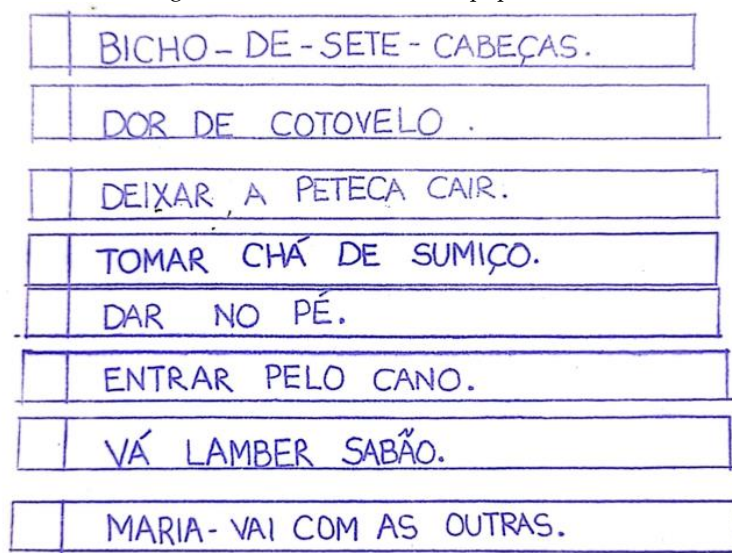 BICHO-DE-SETE-CABEÇAS.
DOR DE COTOVELO.
DEIXAR A PETECA CAIR.
TOMAR CHÁ DE SUMIÇO.
DAR NO PÉ.
ENTRAR PELO CANO.
VÁ LAMBER SABÃO.
MARIA-VAI COM AS OUTRAS.